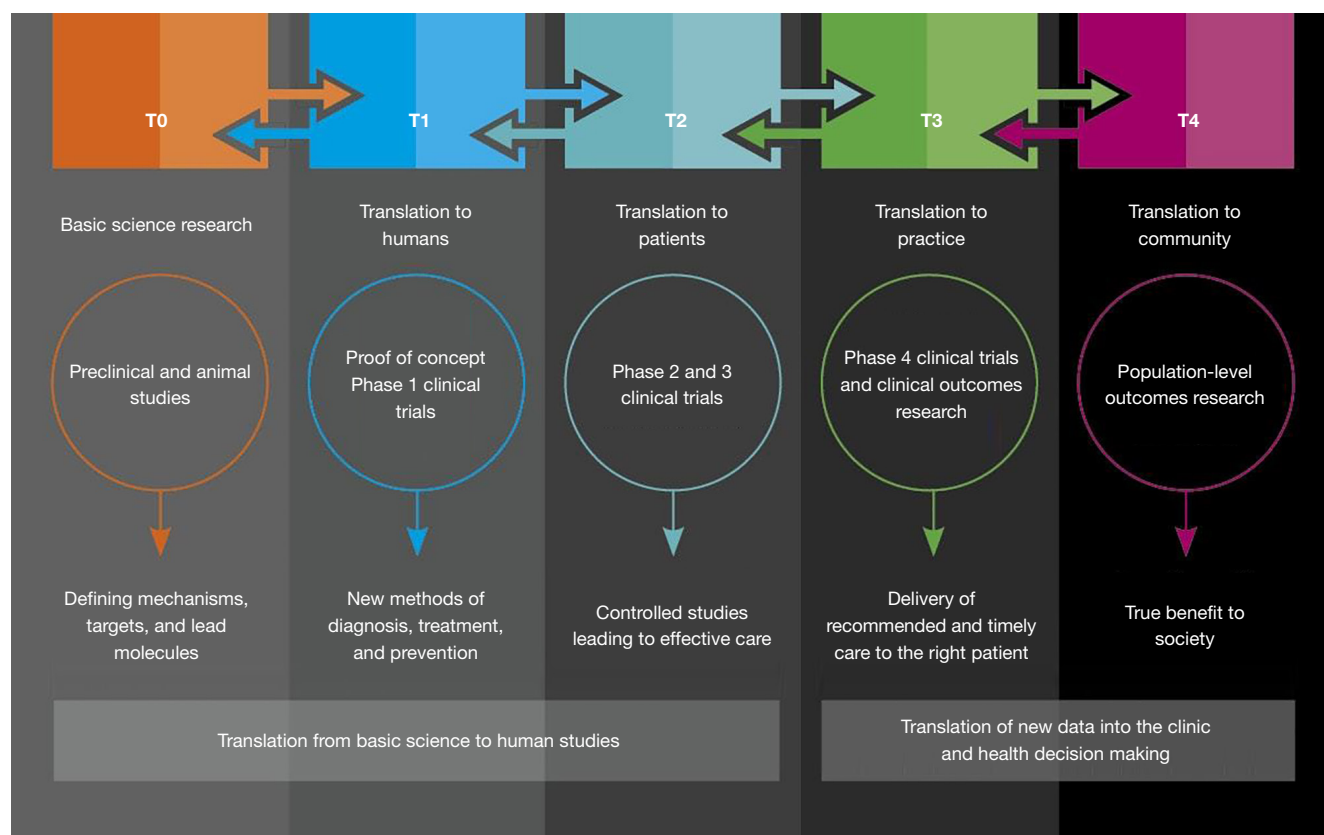 T0
T1
T2
T3
T4
Basic science research
Translation to
humans
Translation to
patients
Translation to
practice
Translation to
community
Preclinical and animal
studies
Proof of concept
Phase 1 clinical
trials
Phase 2 and 3
clinical trials
Phase 4 clinical trials
and clinical outcomes
research
Population-level
outcomes research
Defining mechanisms,
targets, and lead
molecules
New methods of
diagnosis, treatment,
and prevention
Controlled studies
leading to effective care
Delivery of
recommended and timely
care to the right patient
True benefit to
society
Translation from basic science to human studies
Translation of new data into the clinic
and health decision making